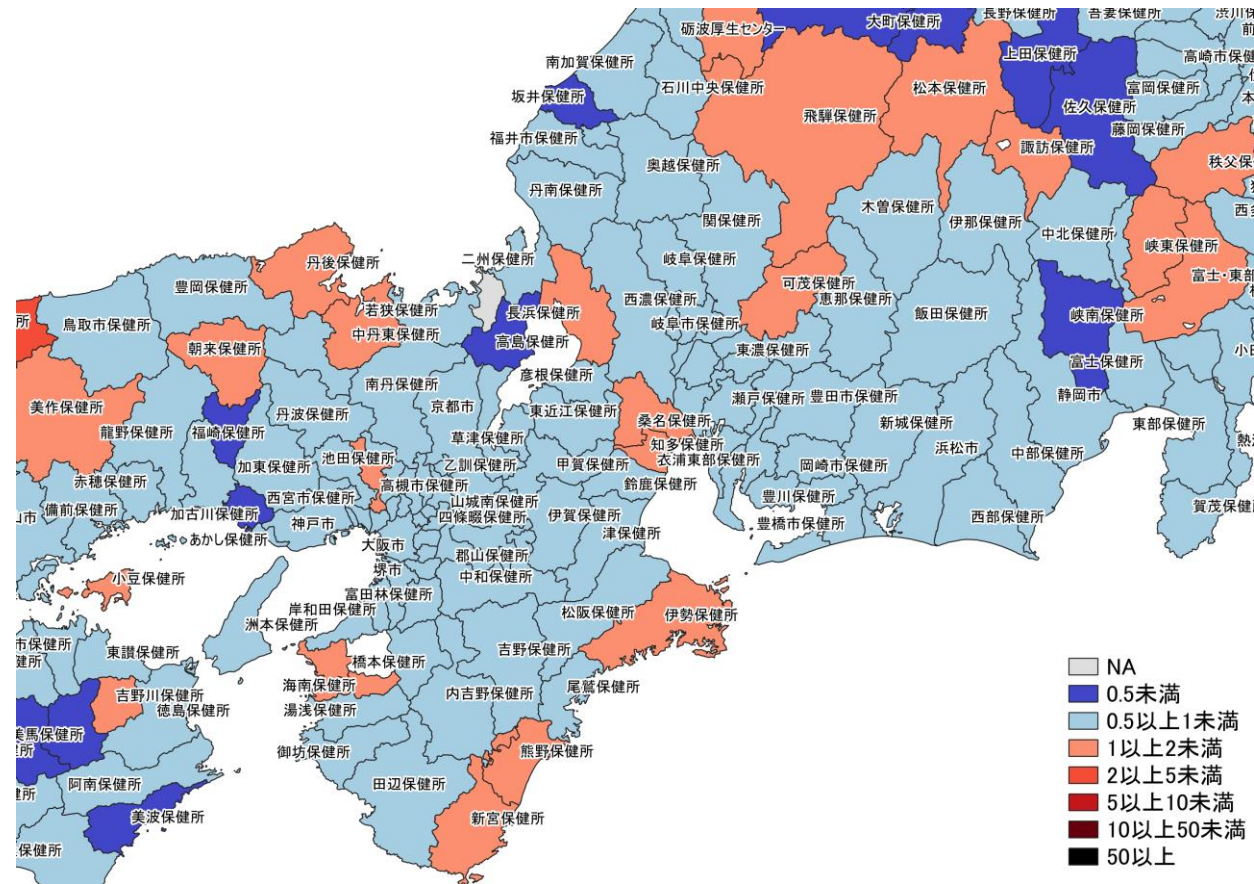 砺波厚生センター
大町保健所
長野保健所
吾妻保健所
渋川保
前
南加賀保健所
上田保健所
高崎市保健
石川中央保健所
松本保健所
坂井保健所
佐久保健所
富岡保健所
飛騨保健所
藤岡保健所
福井市保健所
諏訪保健所
秩父保
奥越保健所
丹南保健所
木曽保健所
伊那保健所
西多
関保健所
中北保健所
峡東保健所
丹後保健所
二州保健所
岐阜保健所
富士・東部
豊岡保健所
可茂保健所
西濃保健所
恵那保健所
所
鳥取市保健所
若狭保健所
長浜保健所
岐阜市保健所
飯田保健所
峡南保健所
中丹東保健所
高島保健所
朝来保健所
東濃保健所
富士保健所
小田
彦根保健所
南丹保健所
静岡市
美作保健所
京都市
東近江保健所
瀬戸保健所
豊田市保健所
丹波保健所
桑名保健所
新城保健所
東部保健所
龍野保健所
福崎保健所
草津保健所
知多保健所
浜松市
熱海
池田保健所
衣浦東部保健所
中部保健所
加東保健所
乙訓保健所
甲賀保健所
岡崎市保健所
赤穂保健所
高槻市保健所
鈴鹿保健所
西宮市保健所
山城南保健所
豊川保健所
賀茂保健
山市
備前保健所
加古川保健所
神戸市
四條畷保健所
伊賀保健所
西部保健所
豊橋市保健所
あかし保健所
大阪市
津保健所
郡山保健所
堺市
中和保健所
小豆保健所
富田林保健所
岸和田保健所
松阪保健所
伊勢保健所
洲本保健所
市保健所
健所
東讃保健所
吉野保健所
橋本保健所
海南保健所
尾鷲保健所
吉野川保健所
内吉野保健所
徳島保健所
湯浅保健所
美馬保健所
健所
御坊保健所
熊野保健所
田辺保健所
阿南保健所
健所
美波保健所
新宮保健所
保健所
NA
0.5未満
0.5以上1未満
1以上2未満
2以上5未満
5以上10未満
10以上50未満
50以上